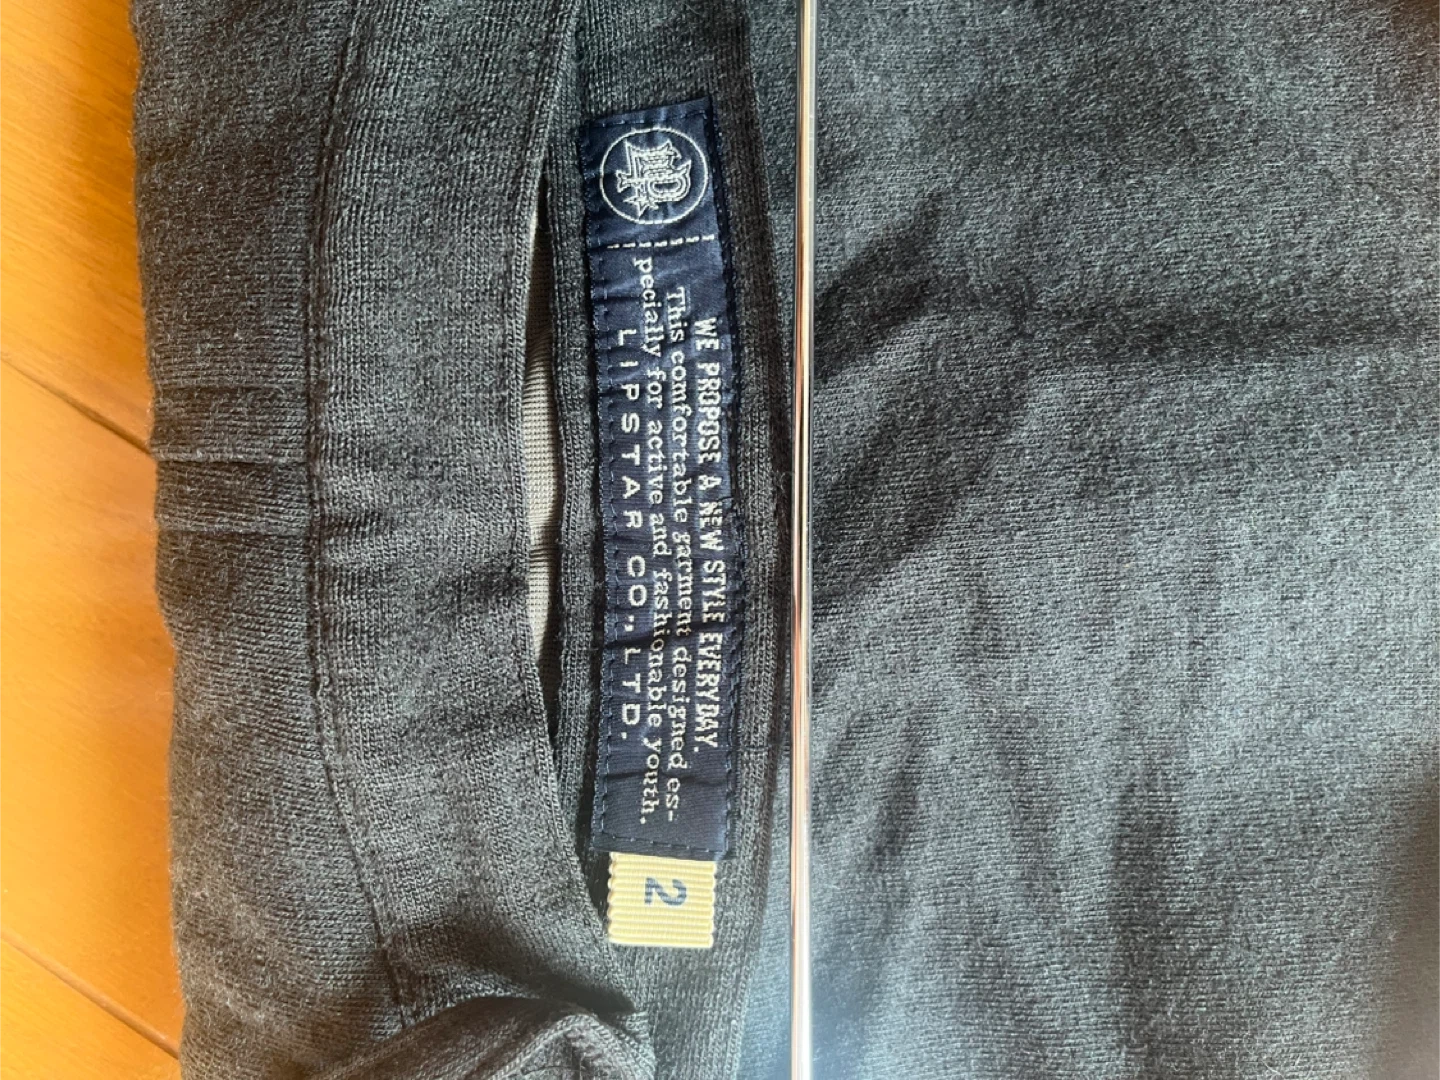 WE PROPOSE A NEW STYLE EVERYDAY.
This comfortable garment designed es-
pecially for active and fashionable youth.
LIPSTAR CO., LTD.
2